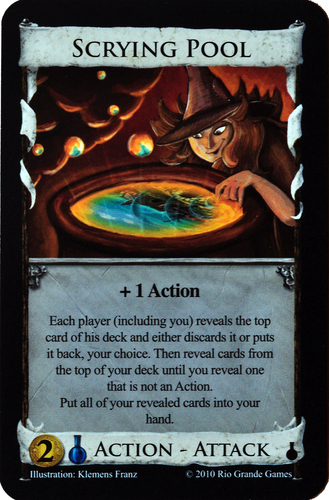 SCRYING POOL
+ 1 Action
Each player (including you) reveals the top
card of his deck and either discards it or puts
it back, your choice. Then reveal cards from
the top of your deck until you reveal one
that is not an Action.
Put all of your revealed cards into your
hand.
2 ACTION - ATTACK
Illustration: Klemens Franz © 2010 Rio Grande Games